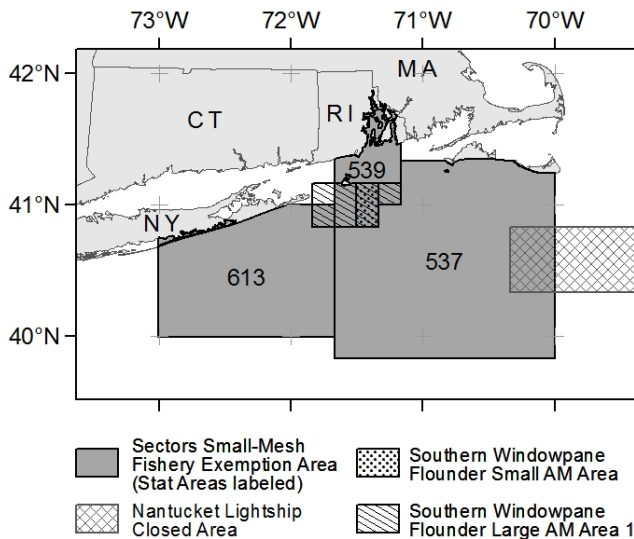 73°W 72°W 71°W 70°W
42°N
MA
CT
RI
539
41°N
NY
613
537
40°N
Sectors Small-Mesh
Fishery Exemption Area
(Stat Areas labeled)
Southern Windowpane
Flounder Small AM Area
Nantucket Lightship
Closed Area
Southern Windowpane
Flounder Large AM Area 1